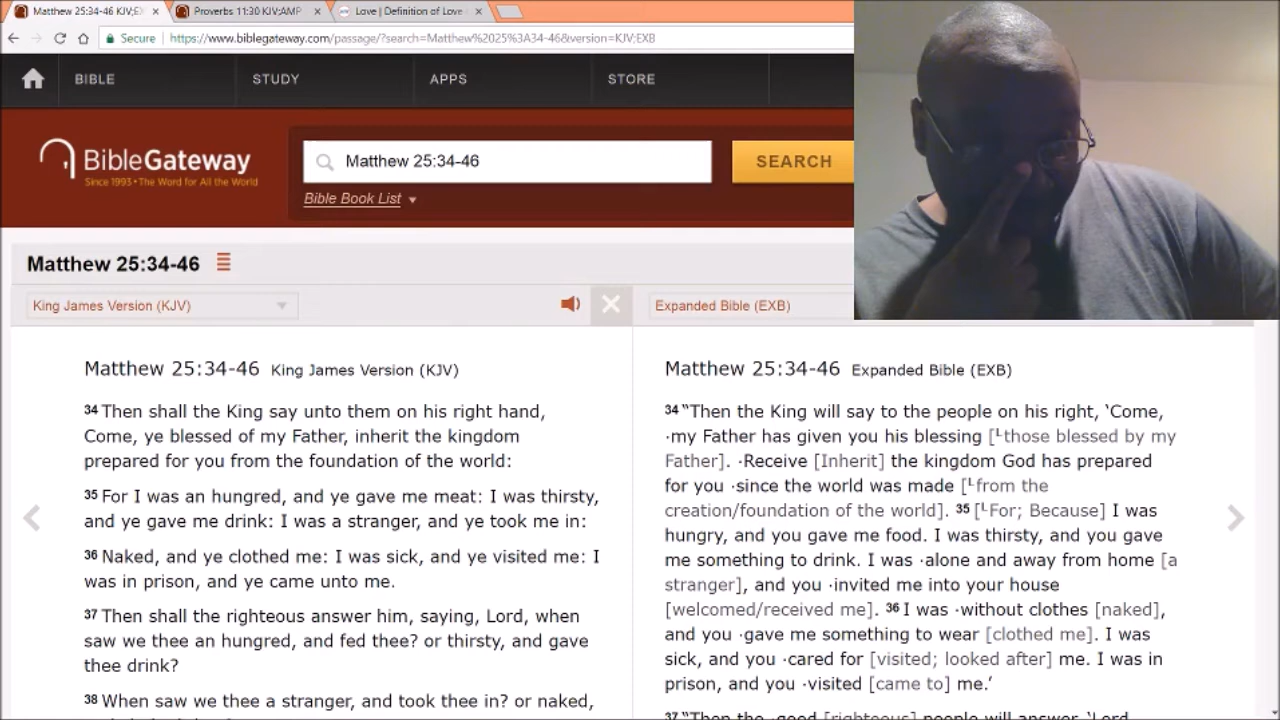 Matthew 25:34-46 KJV;E
Proverbs 11:30 KJV;AMP
Love | Definition of Love
Secure https://www.biblegateway.com/passage/?search=Matthew%2025%3A34-46&version=KJV;EXB
BIBLE STUDY APPS STORE
BibleGateway
Since 1993 • The Word for All the World
Matthew 25:34-46
SEARCH
Bible Book List
Matthew 25:34-46
King James Version (KJV)
Expanded Bible (EXB)
Matthew 25:34-46 King James Version (KJV)
34 Then shall the King say unto them on his right hand,
Come, ye blessed of my Father, inherit the kingdom
prepared for you from the foundation of the world:
35 For I was an hungred, and ye gave me meat: I was thirsty,
and ye gave me drink: I was a stranger, and ye took me in:
36 Naked, and ye clothed me: I was sick, and ye visited me: I
was in prison, and ye came unto me.
37 Then shall the righteous answer him, saying, Lord, when
saw we thee an hungred, and fed thee? or thirsty, and gave
thee drink?
38 When saw we thee a stranger, and took thee in? or naked,
Matthew 25:34-46 Expanded Bible (EXB)
34 “Then the King will say to the people on his right, ‘Come,
·my Father has given you his blessing [Lthose blessed by my
Father]. ·Receive [Inherit] the kingdom God has prepared
for you ·since the world was made [Lfrom the
creation/foundation of the world]. 35 [LFor; Because] I was
hungry, and you gave me food. I was thirsty, and you gave
me something to drink. I was ·alone and away from home [a
stranger], and you ·invited me into your house
[welcomed/received me]. 36 I was ·without clothes [naked],
and you ·gave me something to wear [clothed me]. I was
sick, and you ·cared for [visited; looked after] me. I was in
prison, and you ·visited [came to] me.’
37 “Then the ·good [righteous] people will answer, ‘Lord,